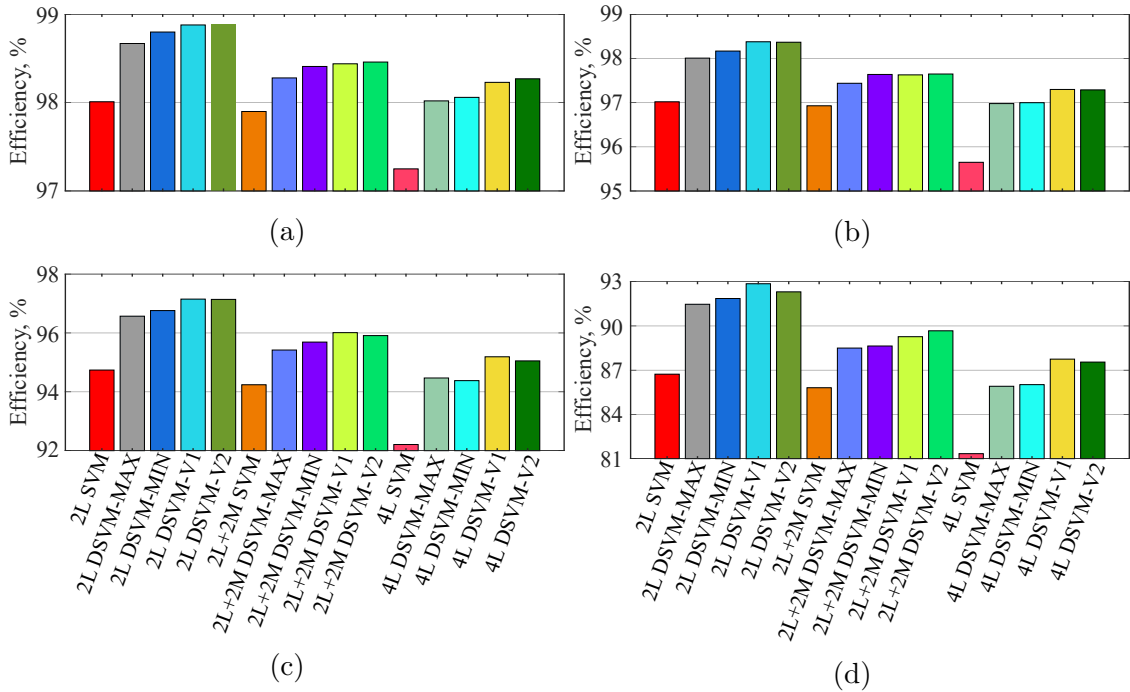 99
98
97
Efficiency, %
(a)
99
98
97
96
95
Efficiency, %
(b)
98
96
94
92
Efficiency, %
2L SVM
2L DSVM-MAX
2L DSVM-MIN
2L DSVM-V1
2L DSVM-V2
2L+2M SVM
2L+2M DSVM-MAX
2L+2M DSVM-MIN
2L+2M DSVM-V1
2L+2M DSVM-V2
4L SVM
4L DSVM-MAX
4L DSVM-MIN
4L DSVM-V1
4L DSVM-V2
(c)
93
90
87
84
81
Efficiency, %
2L SVM
2L DSVM-MAX
2L DSVM-MIN
2L DSVM-V1
2L DSVM-V2
2L+2M SVM
2L+2M DSVM-MAX
2L+2M DSVM-MIN
2L+2M DSVM-V1
2L+2M DSVM-V2
4L SVM
4L DSVM-MAX
4L DSVM-MIN
4L DSVM-V1
4L DSVM-V2
(d)